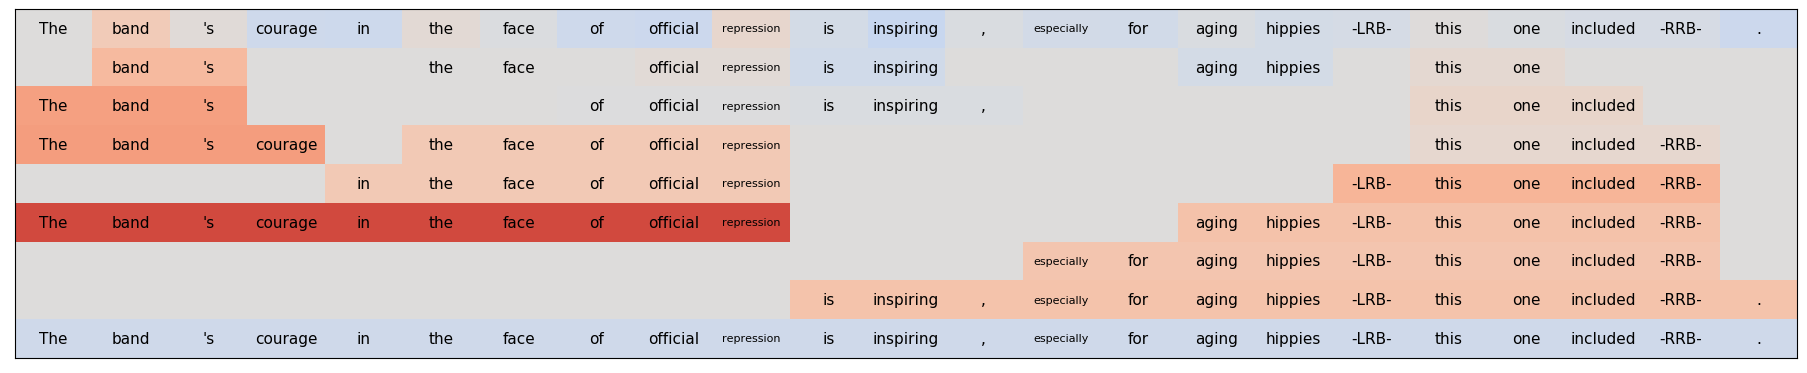 The band 's courage in the face of official repression is inspiring , especially for aging hippies -LRB- this one included -RRB- .
band 's the face official repression is inspiring aging hippies this one
The band 's of official repression is inspiring , this one included
The band 's courage the face of official repression this one included -RRB-
in the face of official repression -LRB- this one included -RRB-
The band 's courage in the face of official repression aging hippies -LRB- this one included -RRB-
especially for aging hippies -LRB- this one included -RRB-
is inspiring , especially for aging hippies -LRB- this one included -RRB- .
The band 's courage in the face of official repression is inspiring , especially for aging hippies -LRB- this one included -RRB- .